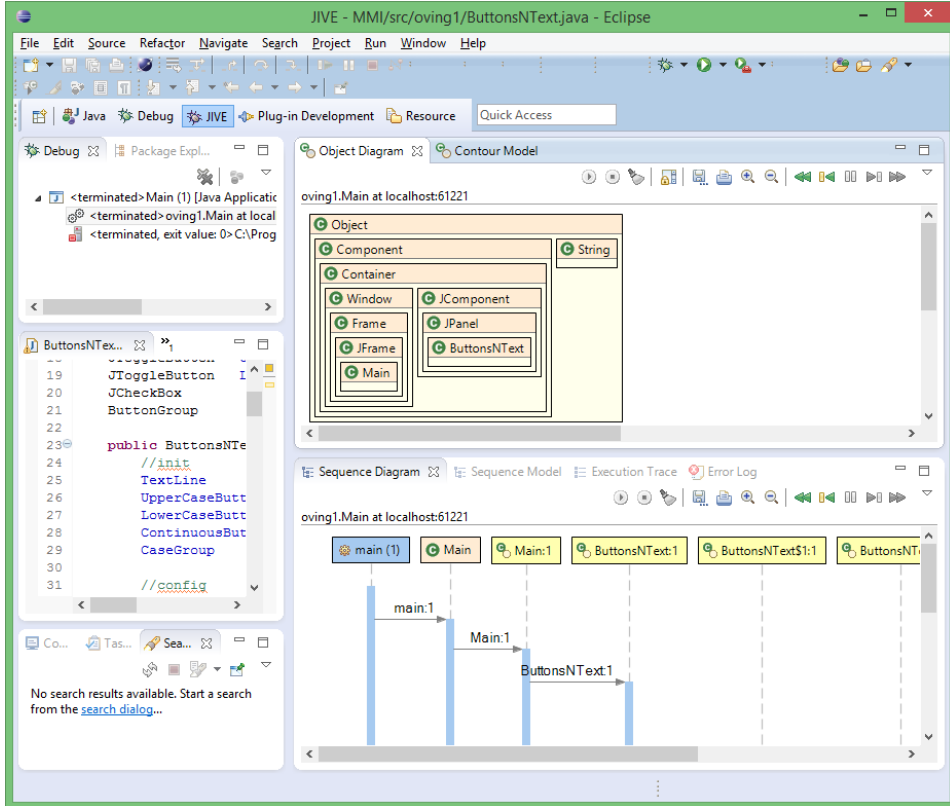 JIVE - MMI/src/oving1/ButtonsNText.java - Eclipse
File Edit Source Refactor Navigate Search Project Run Window Help
Java Debug JIVE Plug-in Development Resource Quick Access
Debug Package Expl...
<terminated>Main (1) [Java Applicatic
<terminated>oving1.Main at local
<terminated, exit value: 0>C:\Prog
ButtonsNTex... »1
19 JToggleButton
20 JCheckBox
21 ButtonGroup
22
23 public ButtonsNTe
24 //init
25 TextLine
26 UpperCaseButt
27 LowerCaseButt
28 ContinuousBut
29 CaseGroup
30
31 //config
Co... Tas... Sea...
No search results available. Start a search
from the search dialog...
Object Diagram Contour Model
oving1.Main at localhost:61221
Object
Component String
Container
Window JComponent
Frame JPanel
JFrame ButtonsNText
Main
Sequence Diagram Sequence Model Execution Trace Error Log
oving1.Main at localhost:61221
main (1) Main Main:1 ButtonsNText:1 ButtonsNText$1:1 ButtonsNT
main:1
Main:1
ButtonsNText:1